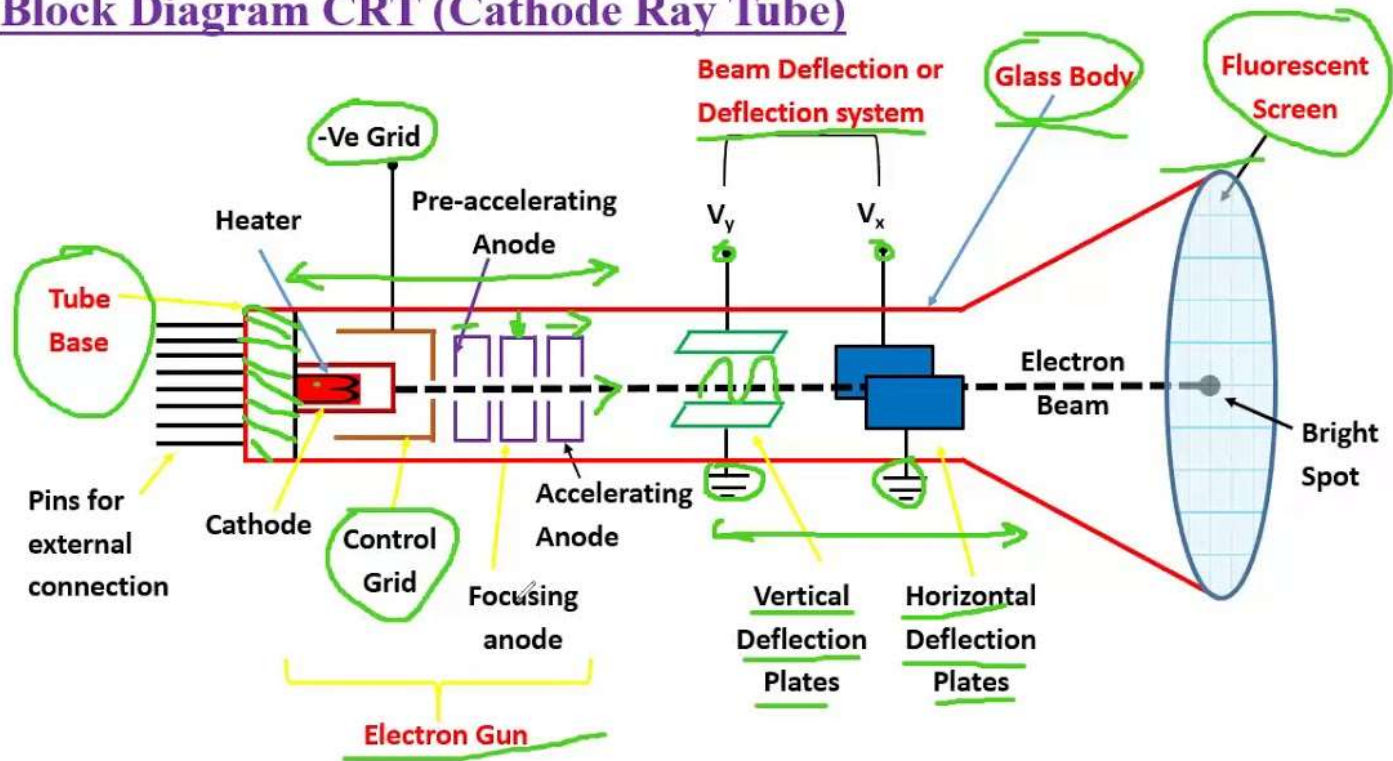 Block Diagram CRT (Cathode Ray Tube)
Beam Deflection or
Deflection system
Glass Body
Fluorescent
Screen
-Ve Grid
Heater
Pre-accelerating
Anode
Vy
Vx
Tube
Base
Electron
Beam
Bright
Spot
Pins for
external
connection
Cathode
Control
Grid
Accelerating
Anode
Focusing
anode
Vertical
Deflection
Plates
Horizontal
Deflection
Plates
Electron Gun